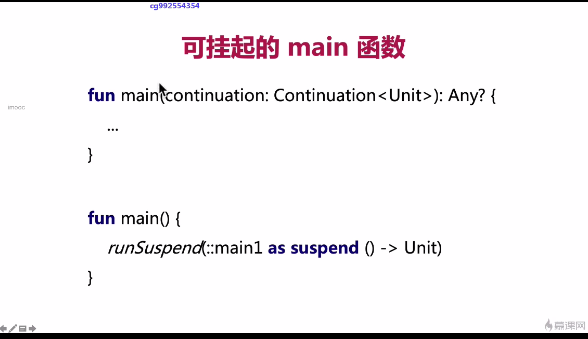 cg992554354
可挂起的 main 函数
fun main(continuation: Continuation<Unit>): Any? {
...
}
fun main() {
runSuspend(::main1 as suspend () -> Unit)
}
慕课网